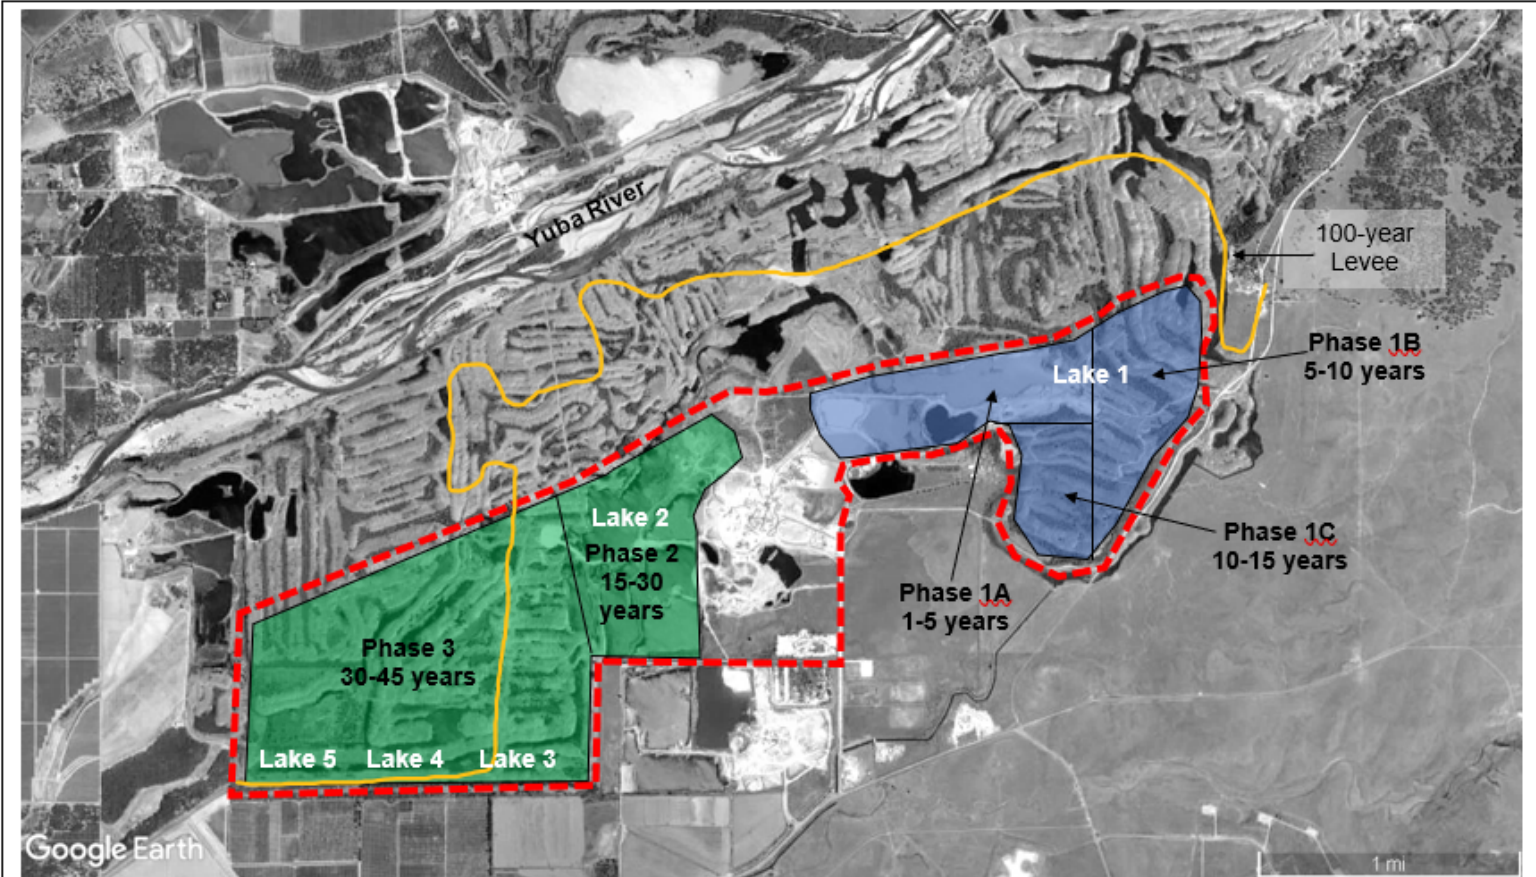 Yuba River
100-year
Levee
Lake 1
Phase 1B
5-10 years
Lake 2
Phase 2
15-30
years
Phase 1C
10-15 years
Phase 1A
1-5 years
Phase 3
30-45 years
Lake 5
Lake 4
Lake 3
Google Earth
1 mi